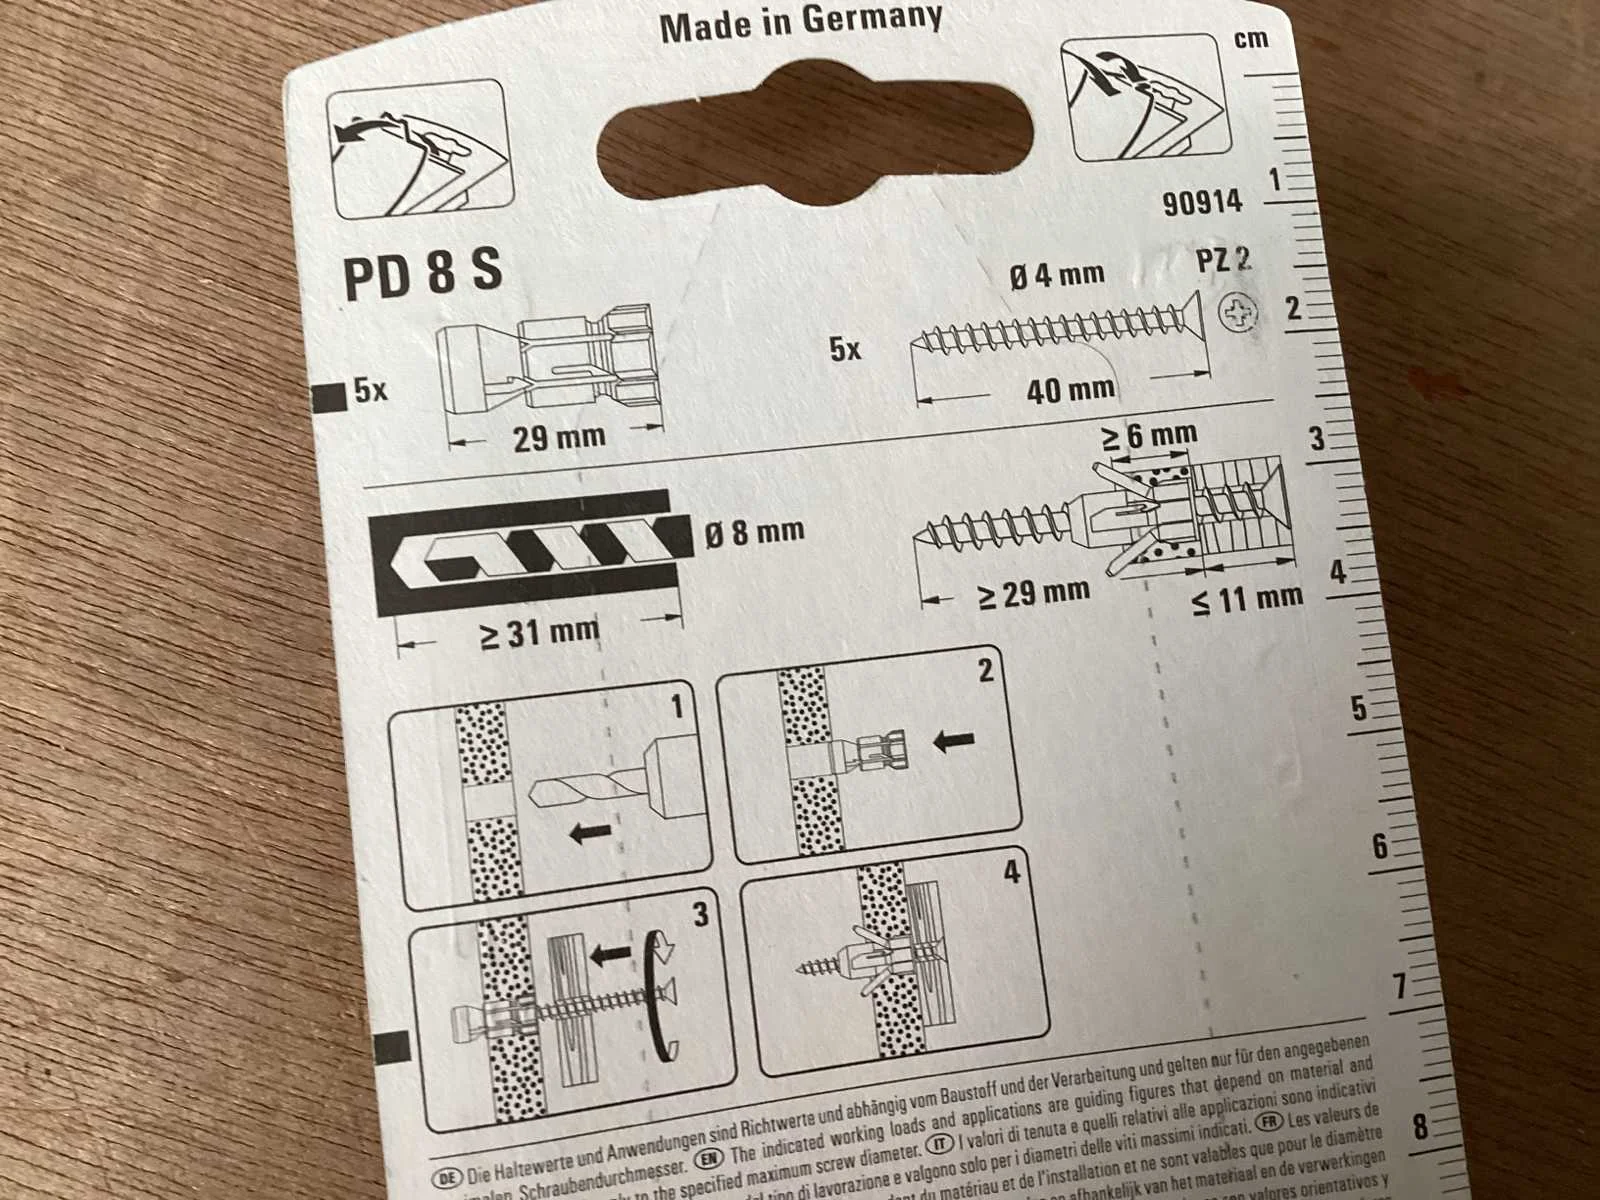 Made in Germany
cm
1
90914
PD 8 S
Ø 4 mm
PZ 2
2
5x
5x
40 mm
29 mm
≥ 6 mm
3
Ø 8 mm
≥ 29 mm
≤ 11 mm
4
≥ 31 mm
1
2
5
6
3
4
7
DE Die Haltewerte und Anwendungen sind Richtwerte und abhängig vom Baustoff und der Verarbeitung und gelten nur für den angegebenen
Schraubendurchmesser. EN The indicated working loads and applications are guiding figures that depend on material and
to the specified maximum screw diameter. IT I valori di tenuta e quelli relativi alle applicazioni sono indicativi
tipo di lavorazione e valgono solo per i diametri delle viti massimi indicati. FR Les valeurs de
du matériau et de l'installation et ne sont valables que pour le diamètre
afhankelijk van het materiaal en de verwerkingen
valores orientativos y
8